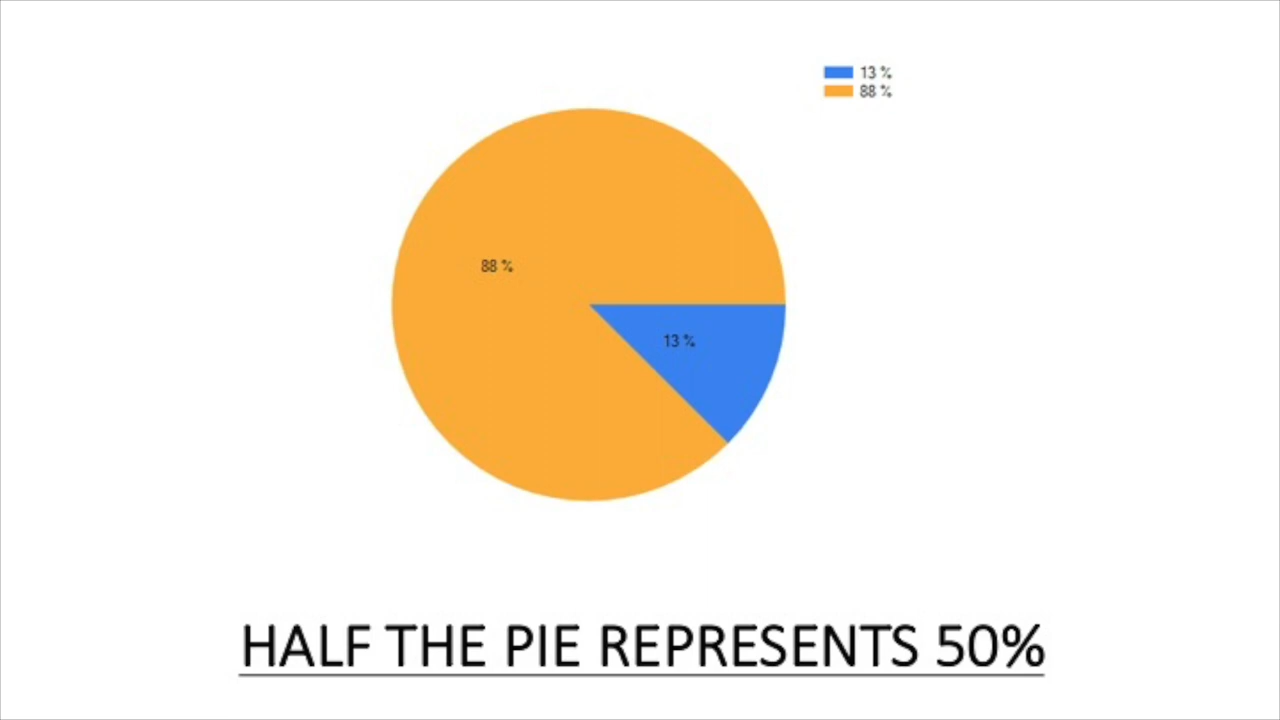 13 %
88 %
88 %
13 %
HALF THE PIE REPRESENTS 50%